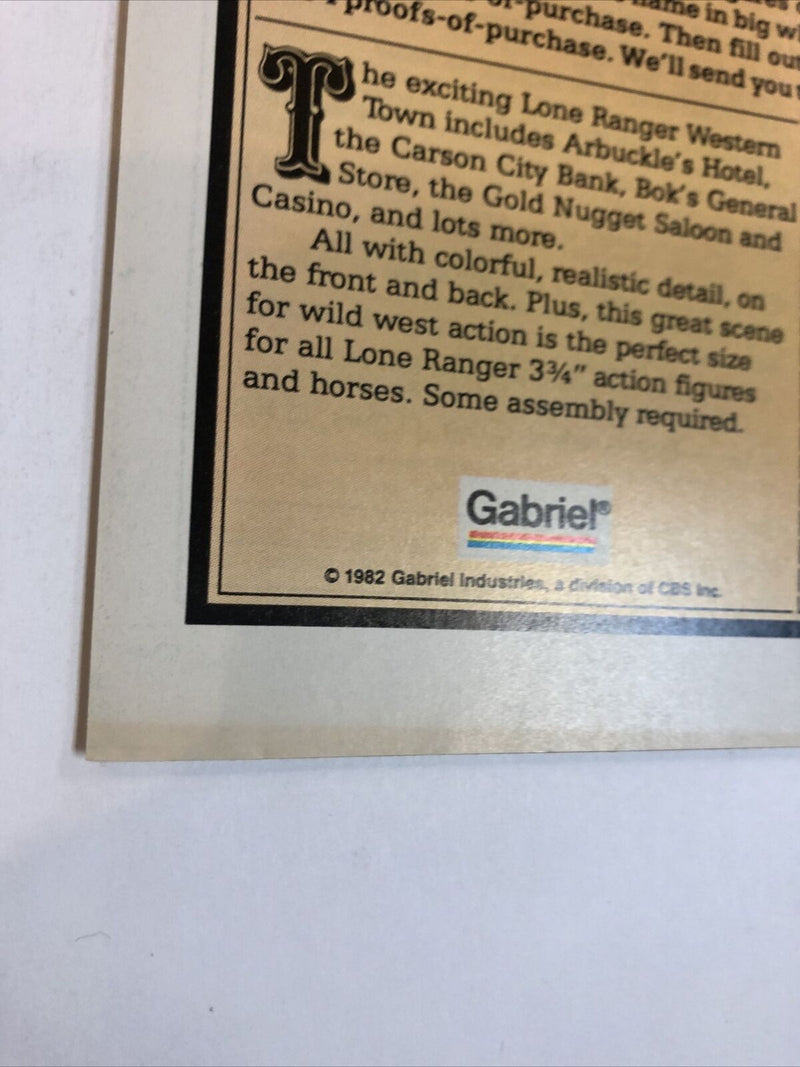 name in big
of-purchase. Then fill out
proofs-of-purchase. We'll send you
The exciting Lone Ranger Western
Town includes Arbuckle's Hotel,
the Carson City Bank, Bok's General
Store, the Gold Nugget Saloon and
Casino, and lots more.
All with colorful, realistic detail, on
the front and back. Plus, this great scene
for wild west action is the perfect size
for all Lone Ranger 3¾" action figures
and horses. Some assembly required.
Gabriel®
© 1982 Gabriel Industries, a division of CBS Inc.